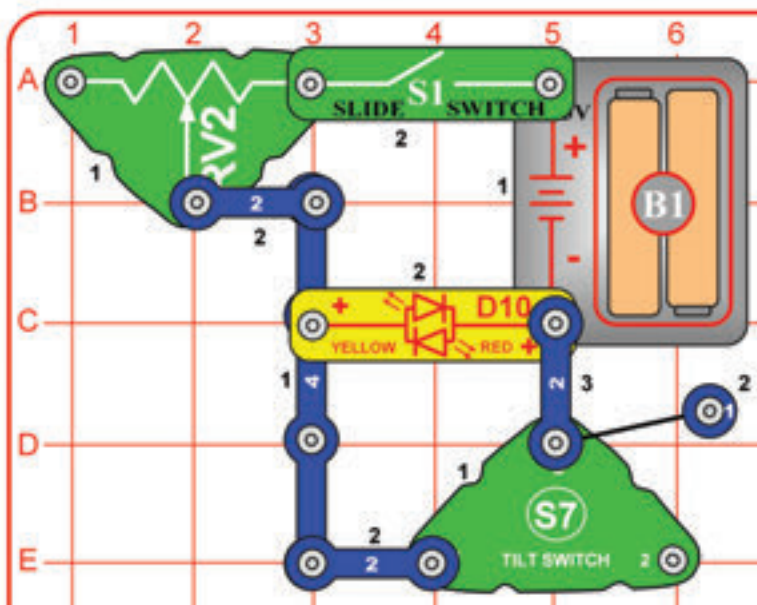 1 2 3 4 5 6
A
RV2
S1
SLIDE SWITCH
3V
+
2
1
B
2
2
1
B1
-
2
C
+
D10
YELLOW RED +
1
4
2
3
2
1
D
1
S7
2
E
2
TILT SWITCH 2